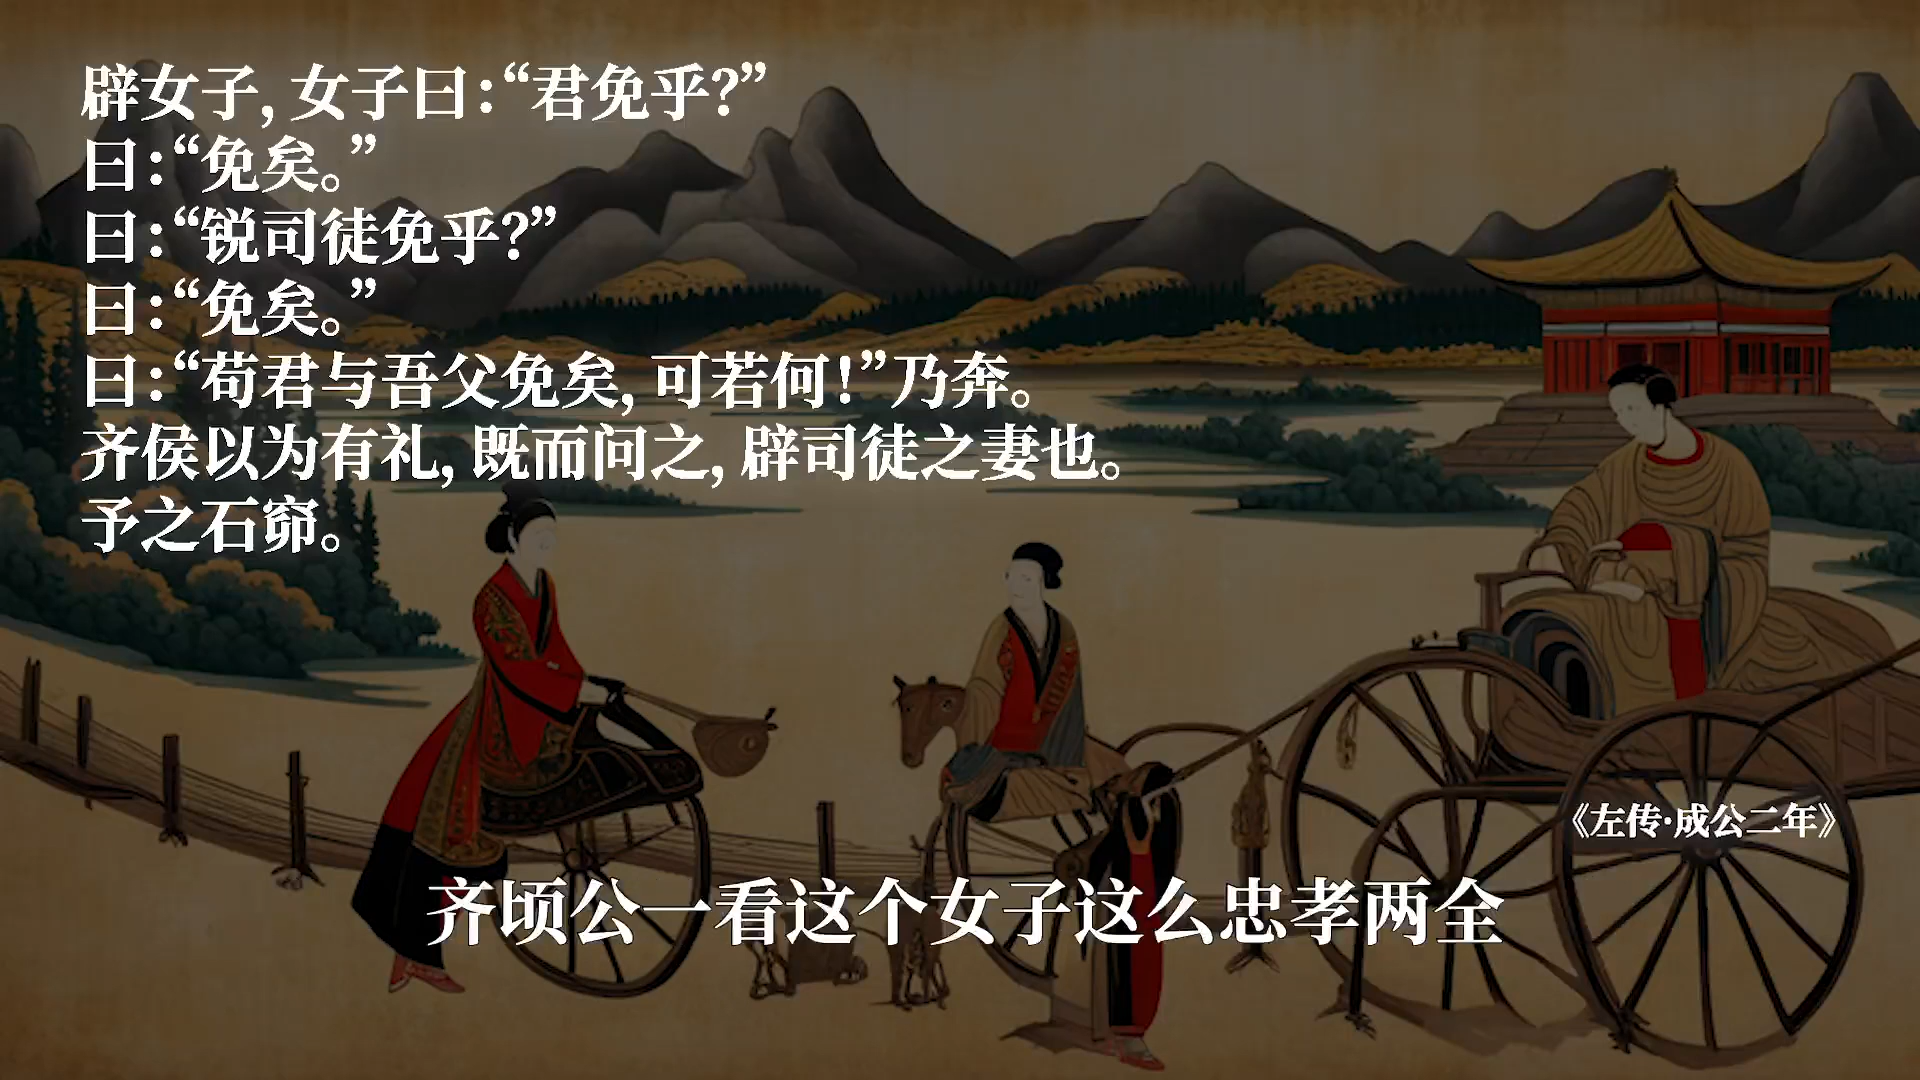 辟女子，女子曰：“君免乎？”
曰：“免矣。”
曰：“锐司徒免乎？”
曰：“免矣。”
曰：“苟君与吾父免矣，可若何！”乃奔。
齐侯以为有礼，既而问之，辟司徒之妻也。
予之石窌。
《左传·成公二年》
齐顷公一看这个女子这么忠孝两全